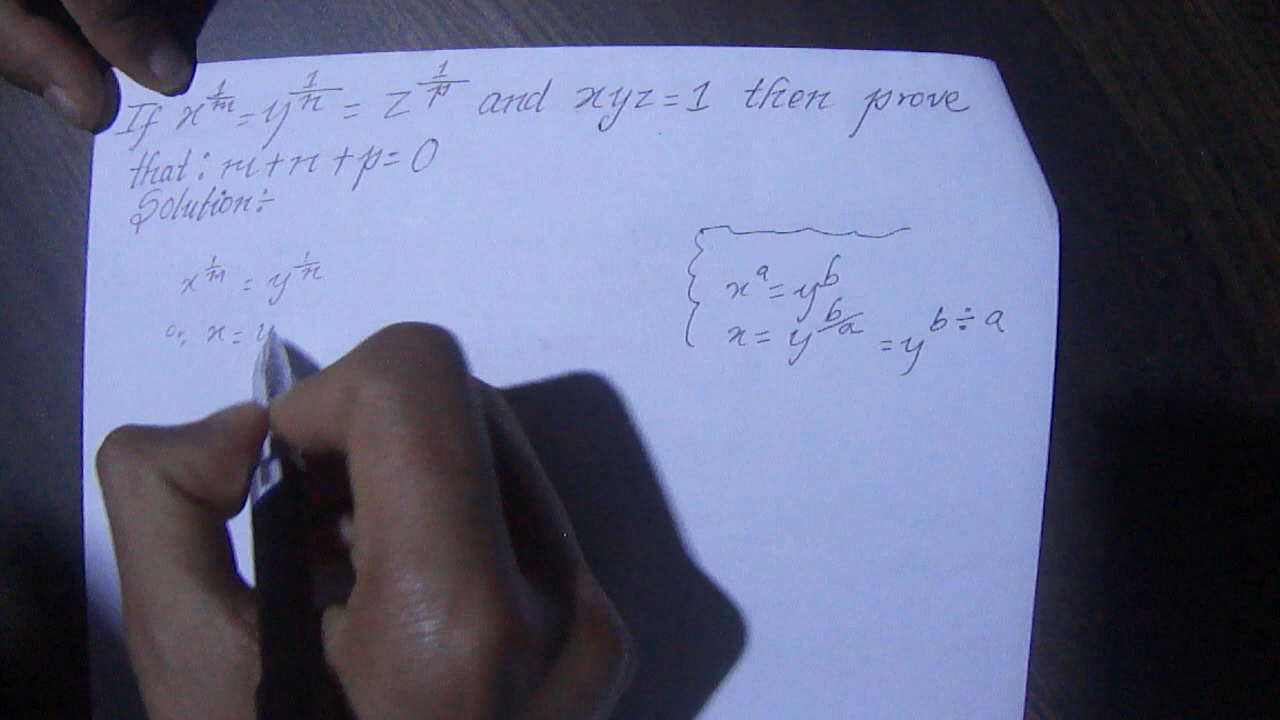 If x^{1/m} = y^{1/n} = z^{1/p} and xyz = 1 then prove
that: m + n + p = 0
Solution:-
x^{1/m} = y^{1/n}
or, x = y
x^a = y^b
x = y^{b/a} = y^{b ÷ a}